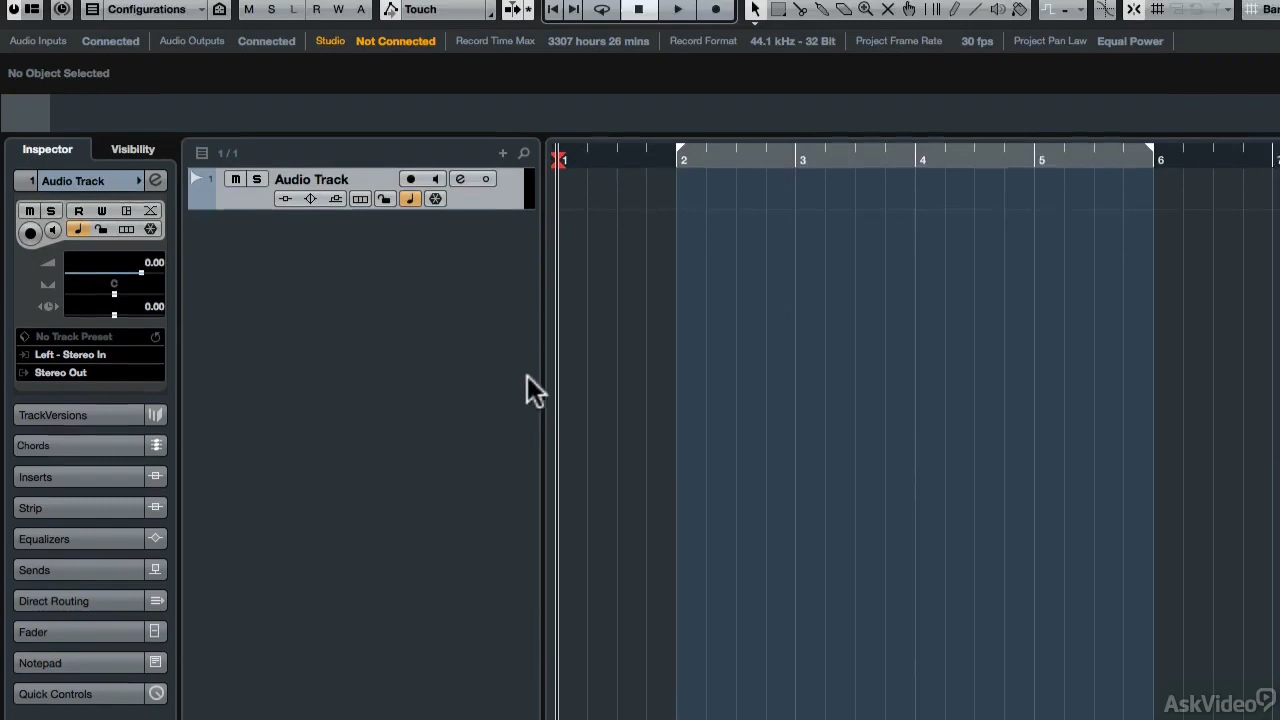 Configurations M S L R W A Touch Bar
Audio Inputs Connected Audio Outputs Connected Studio Not Connected Record Time Max 3307 hours 26 mins Record Format 44.1 kHz - 32 Bit Project Frame Rate 30 fps Project Pan Law Equal Power
No Object Selected
Inspector Visibility 1 / 1 +
1 2 3 4 5 6 7
1 Audio Track e 1 m S Audio Track e
m S R W
0.00
C
0.00
No Track Preset
Left - Stereo In
Stereo Out
TrackVersions
Chords
Inserts
Strip
Equalizers
Sends
Direct Routing
Fader
Notepad
Quick Controls
AskVideo